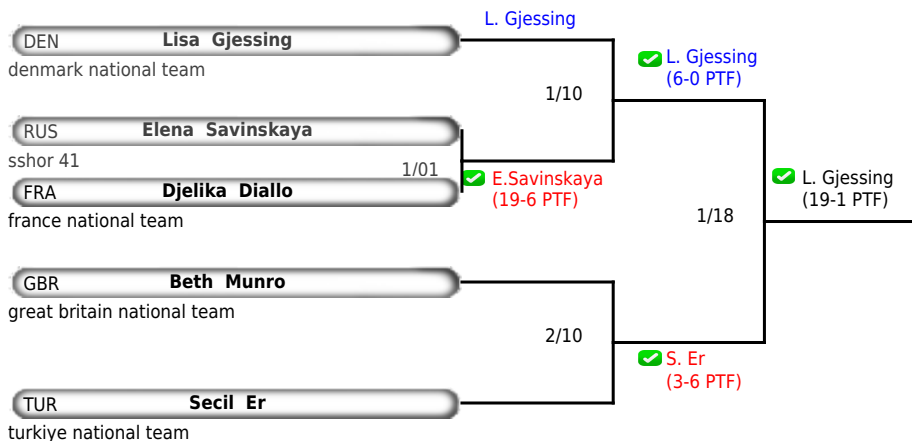 L. Gjessing
DEN Lisa Gjessing
denmark national team
L. Gjessing
(6-0 PTF)
1/10
RUS Elena Savinskaya
sshor 41
1/01
E.Savinskaya
(19-6 PTF)
FRA Djelika Diallo
france national team
L. Gjessing
(19-1 PTF)
1/18
GBR Beth Munro
great britain national team
2/10
S. Er
(3-6 PTF)
TUR Secil Er
turkiye national team